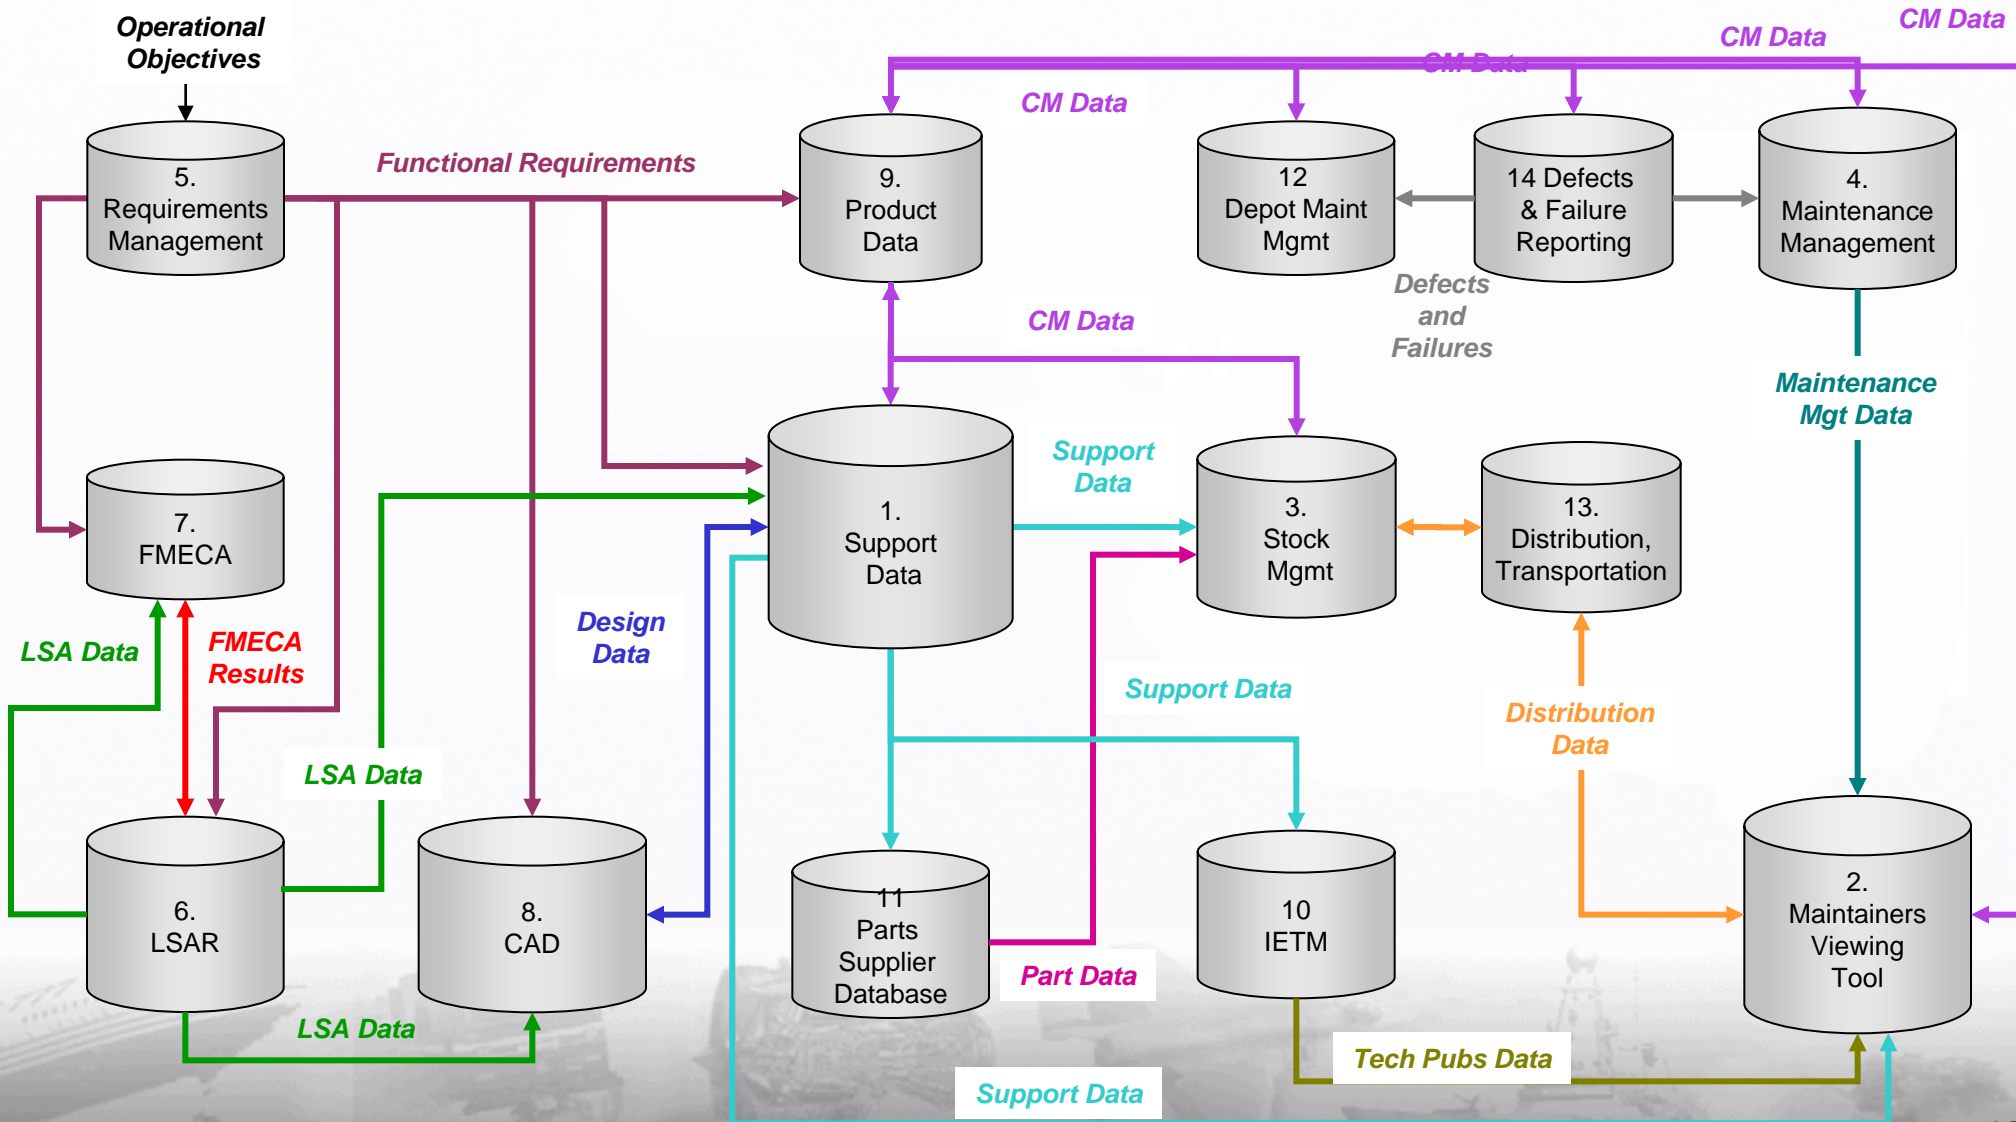 Operational
Objectives
CM Data
CM Data
CM Data
CM Data
5.
Requirements
Management
Functional Requirements
9.
Product
Data
12
Depot Maint
Mgmt
14 Defects
& Failure
Reporting
4.
Maintenance
Management
Defects
and
Failures
CM Data
Maintenance
Mgt Data
7.
FMECA
1.
Support
Data
Support
Data
3.
Stock
Mgmt
13.
Distribution,
Transportation
LSA Data
FMECA
Results
Design
Data
Support Data
Distribution
Data
LSA Data
6.
LSAR
8.
CAD
11
Parts
Supplier
Database
Part Data
10
IETM
2.
Maintainers
Viewing
Tool
LSA Data
Tech Pubs Data
Support Data